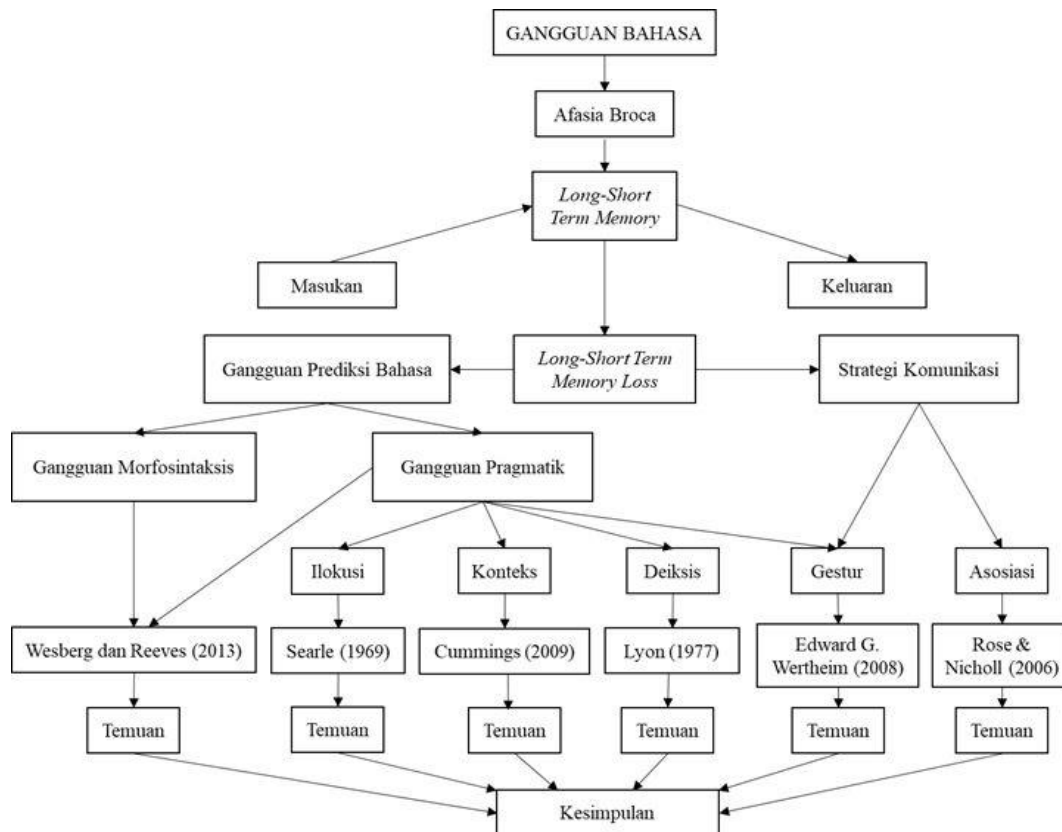 GANGGUAN BAHASA
Afasia Broca
Long-Short
Term Memory
Masukan
Keluaran
Gangguan Prediksi Bahasa
Long-Short Term
Memory Loss
Strategi Komunikasi
Gangguan Morfosintaksis
Gangguan Pragmatik
Ilokusi
Konteks
Deiksis
Gestur
Asosiasi
Wesberg dan Reeves (2013)
Searle (1969)
Cummings (2009)
Lyon (1977)
Edward G.
Wertheim (2008)
Rose &
Nicholl (2006)
Temuan
Temuan
Temuan
Temuan
Temuan
Temuan
Kesimpulan